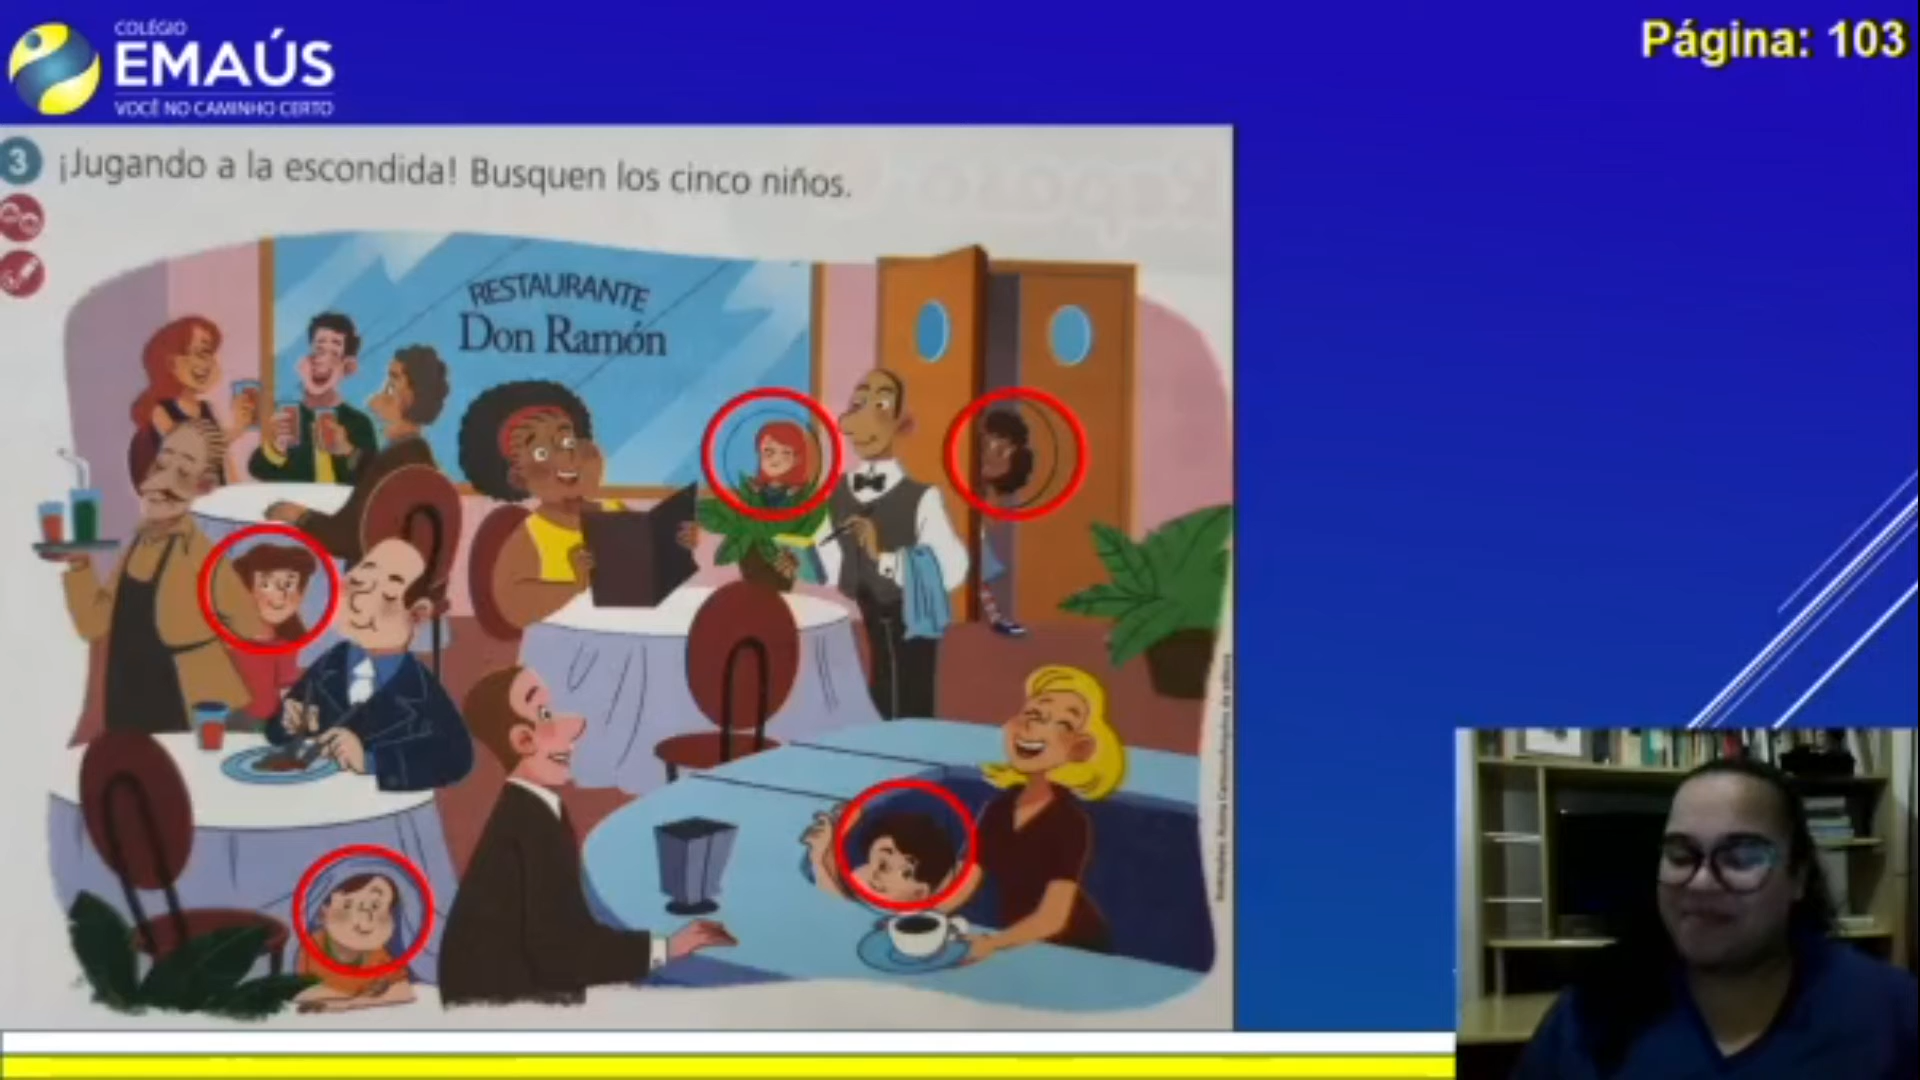 COLÉGIO
EMAÚS
VOCÊ NO CAMINHO CERTO
Página: 103
3 ¡Jugando a la escondida! Busquen los cinco niños.
RESTAURANTE
Don Ramón